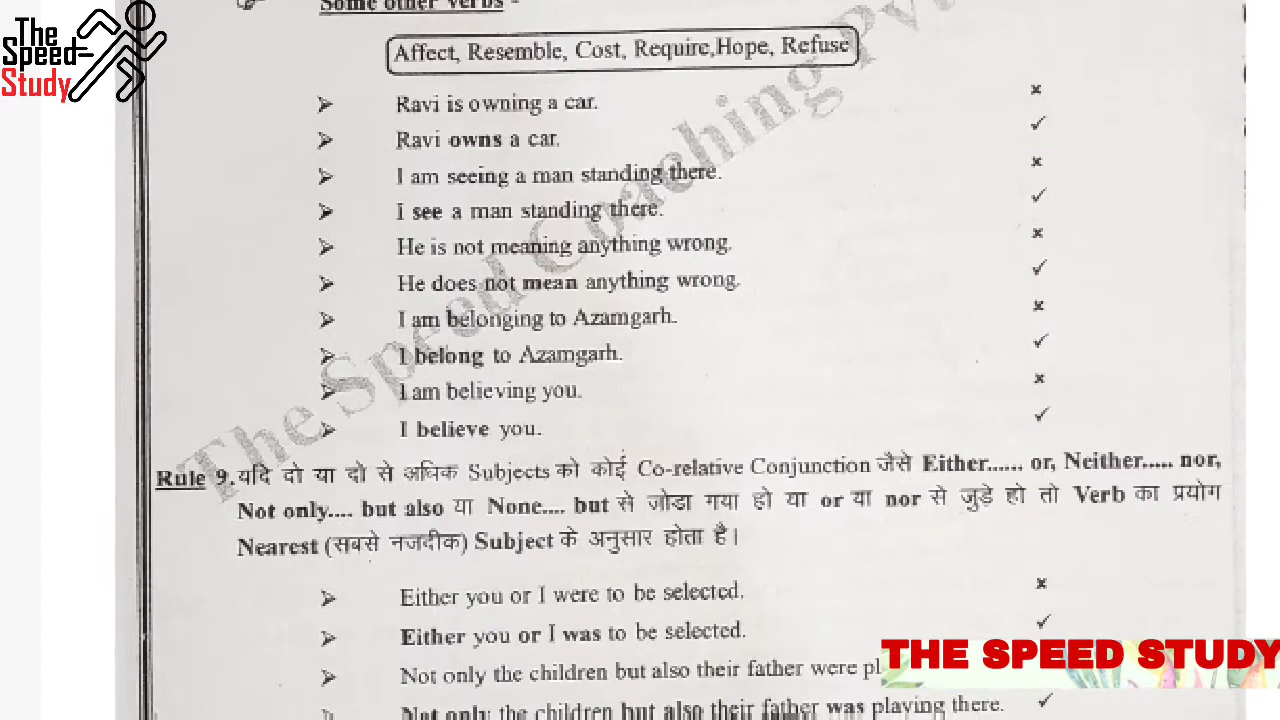 The
Speed-
Study
Some other verbs -
Affect, Resemble, Cost, Require,Hope, Refuse
Ravi is owning a car. ×
Ravi owns a car. ✓
I am seeing a man standing there. ×
I see a man standing there. ✓
He is not meaning anything wrong. ×
He does not mean anything wrong. ✓
I am belonging to Azamgarh. ×
I belong to Azamgarh. ✓
I am believing you. ×
I believe you. ✓
Rule 9. यदि दो या दो से अधिक Subjects को कोई Co-relative Conjunction जैसे Either...... or, Neither..... nor,
Not only.... but also या None.... but से जोडा गया हो या or या nor से जुड़े हो तो Verb का प्रयोग
Nearest (सबसे नजदीक) Subject के अनुसार होता है।
Either you or I were to be selected. ×
Either you or I was to be selected. ✓
Not only the children but also their father were pl
Not only the children but also their father was playing there. ✓
THE SPEED STUDY
The Speed Coaching Pvt